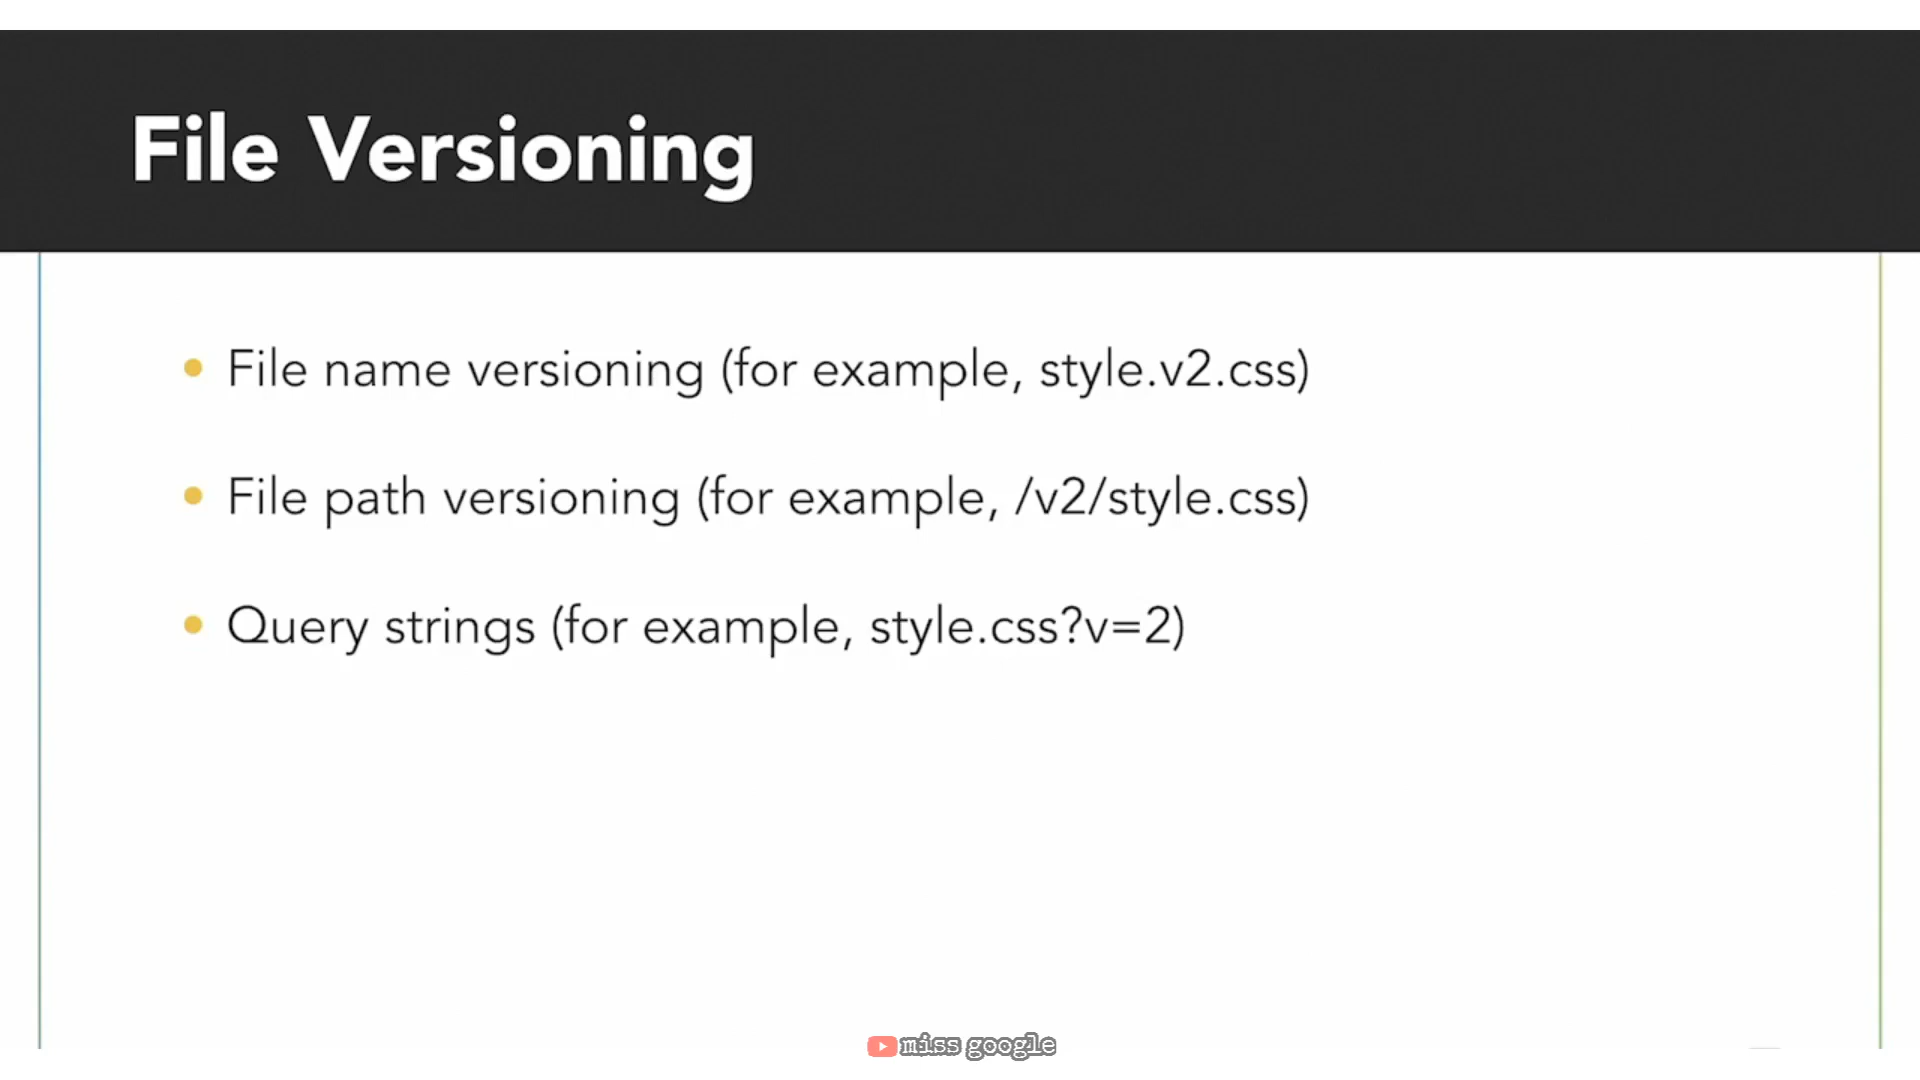 File Versioning
• File name versioning (for example, style.v2.css)
• File path versioning (for example, /v2/style.css)
• Query strings (for example, style.css?v=2)
miss google